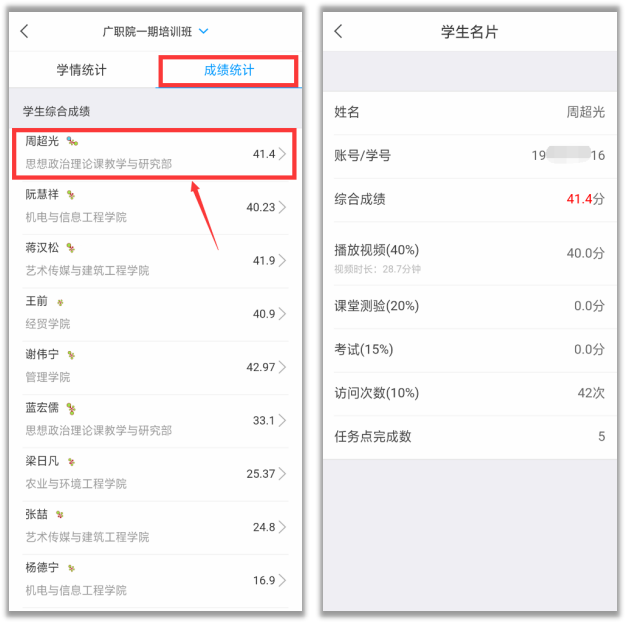 广职院一期培训班
学情统计 成绩统计
学生综合成绩
周超光
思想政治理论课教学与研究部
41.4
阮慧祥
机电与信息工程学院
40.23
蒋汉松
艺术传媒与建筑工程学院
41.9
王前
经贸学院
40.9
谢伟宁
管理学院
42.97
蓝宏儒
思想政治理论课教学与研究部
33.1
梁日凡
农业与环境工程学院
25.37
张喆
艺术传媒与建筑工程学院
24.8
杨德宁
机电与信息工程学院
16.9
学生名片
姓名 周超光
账号/学号 19 16
综合成绩 41.4分
播放视频(40%) 40.0分
视频时长：28.7分钟
课堂测验(20%) 0.0分
考试(15%) 0.0分
访问次数(10%) 42次
任务点完成数 5